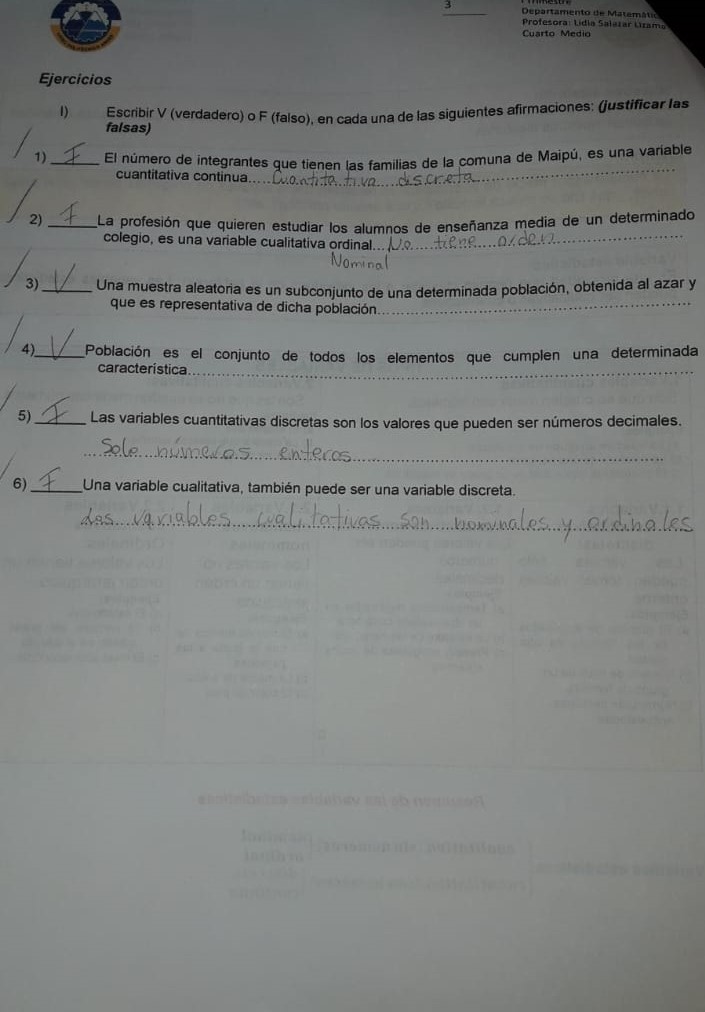 3
I Trimestre
Departamento de Matemátic
Profesora: Lidia Salazar Lizama
Cuarto Medio
Ejercicios
I) Escribir V (verdadero) o F (falso), en cada una de las siguientes afirmaciones: (justificar las
falsas)
1) F El número de integrantes que tienen las familias de la comuna de Maipú, es una variable
cuantitativa continua..... Cuantitativa discreta
2) F La profesión que quieren estudiar los alumnos de enseñanza media de un determinado
colegio, es una variable cualitativa ordinal... No tiene orden
Nominal
3) V Una muestra aleatoria es un subconjunto de una determinada población, obtenida al azar y
que es representativa de dicha población
4) V Población es el conjunto de todos los elementos que cumplen una determinada
característica
5) F Las variables cuantitativas discretas son los valores que pueden ser números decimales.
Solo números enteros
6) F Una variable cualitativa, también puede ser una variable discreta.
Las variables cualitativas son nominales y ordinales